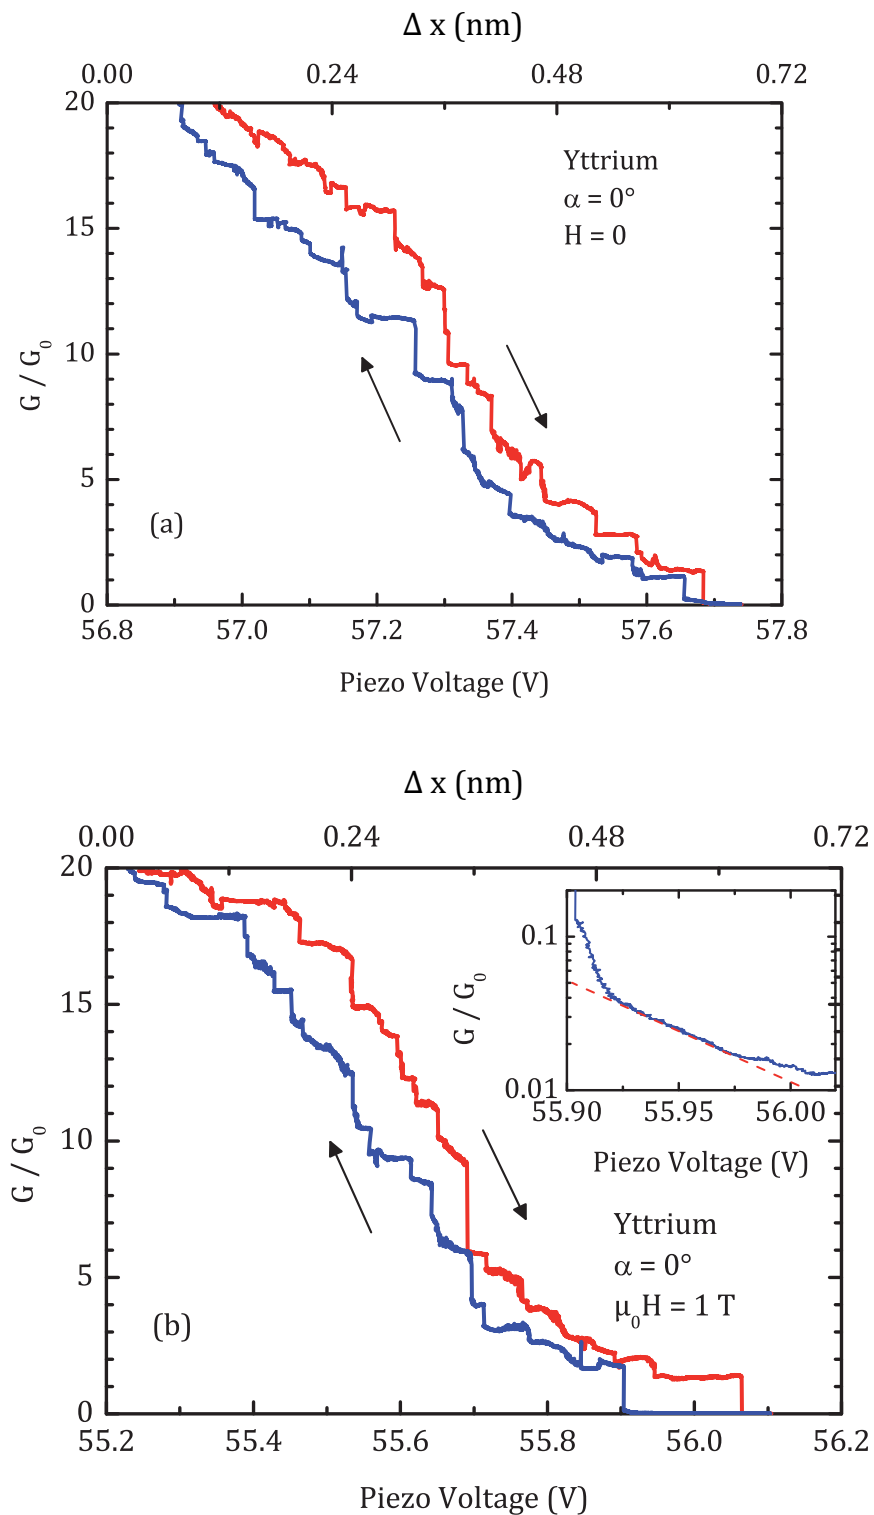 Δ x (nm)
0.00 0.24 0.48 0.72
20
15
10
5
0
G / G0
Yttrium
α = 0°
H = 0
(a)
56.8 57.0 57.2 57.4 57.6 57.8
Piezo Voltage (V)
Δ x (nm)
0.00 0.24 0.48 0.72
20
15
10
5
0
G / G0
0.1
0.01
G / G0
55.90 55.95 56.00
Piezo Voltage (V)
Yttrium
α = 0°
μ0H = 1 T
(b)
55.2 55.4 55.6 55.8 56.0 56.2
Piezo Voltage (V)